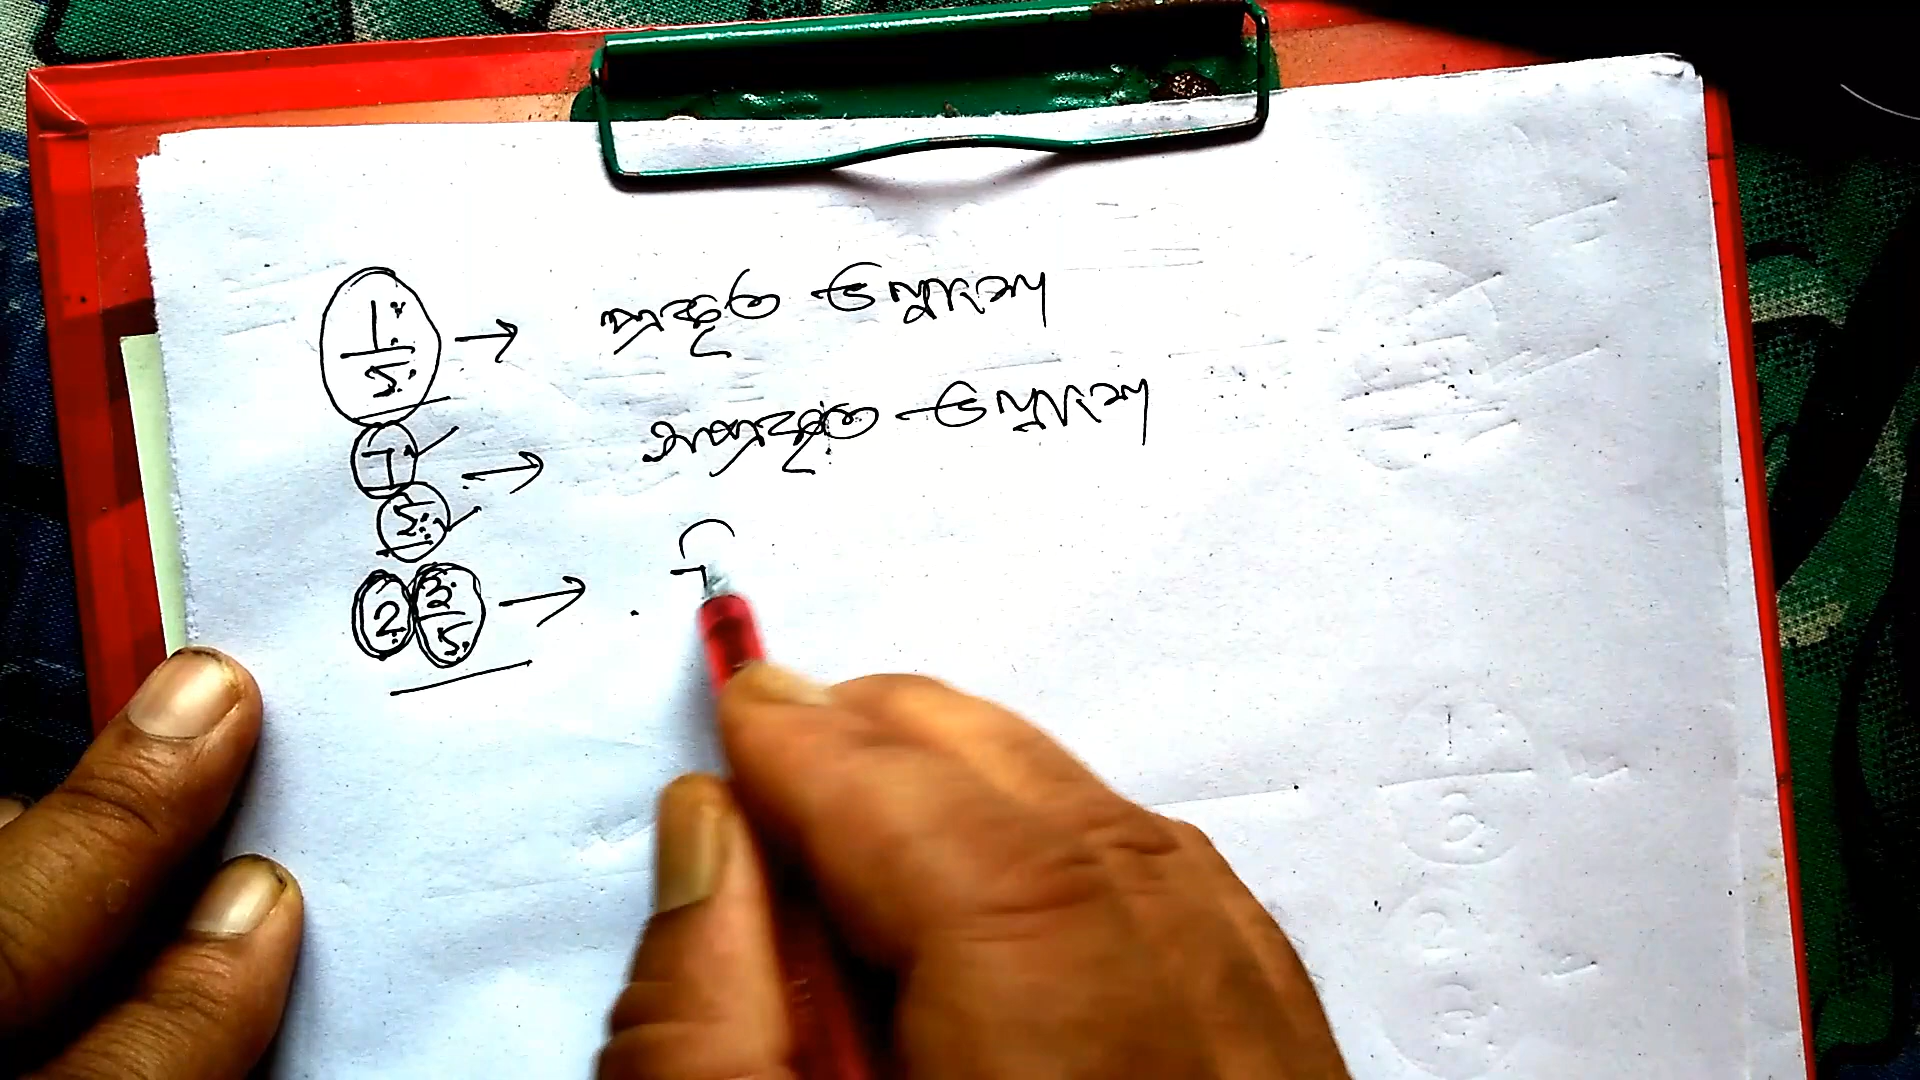 1/5 → প্রকৃত ভগ্নাংশ
7/5 → অপ্রকৃত ভগ্নাংশ
2 2/5 →